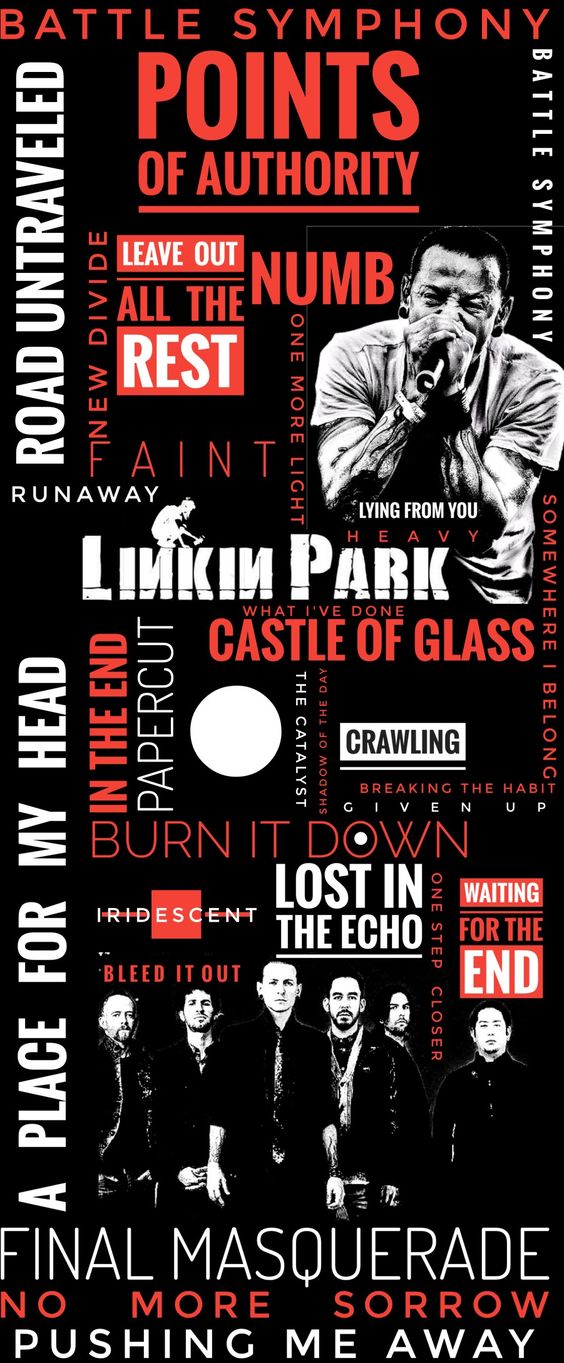 BATTLE SYMPHONY
POINTS
OF AUTHORITY
BATTLE SYMPHONY
ROAD UNTRAVELED
NEW DIVIDE
LEAVE OUT
ALL THE
REST
NUMB
ONE MORE LIGHT
FAINT
RUNAWAY
LYING FROM YOU
HEAVY
LINKIN PARK
SOMEWHERE I BELONG
WHAT I'VE DONE
CASTLE OF GLASS
IN THE END
PAPERCUT
THE CATALYST
SHADOW OF THE DAY
CRAWLING
BREAKING THE HABIT
GIVEN UP
A PLACE FOR MY HEAD
BURN IT DOWN
LOST IN
THE ECHO
ONE STEP CLOSER
WAITING
FOR THE
END
IRIDESCENT
BLEED IT OUT
FINAL MASQUERADE
NO MORE SORROW
PUSHING ME AWAY